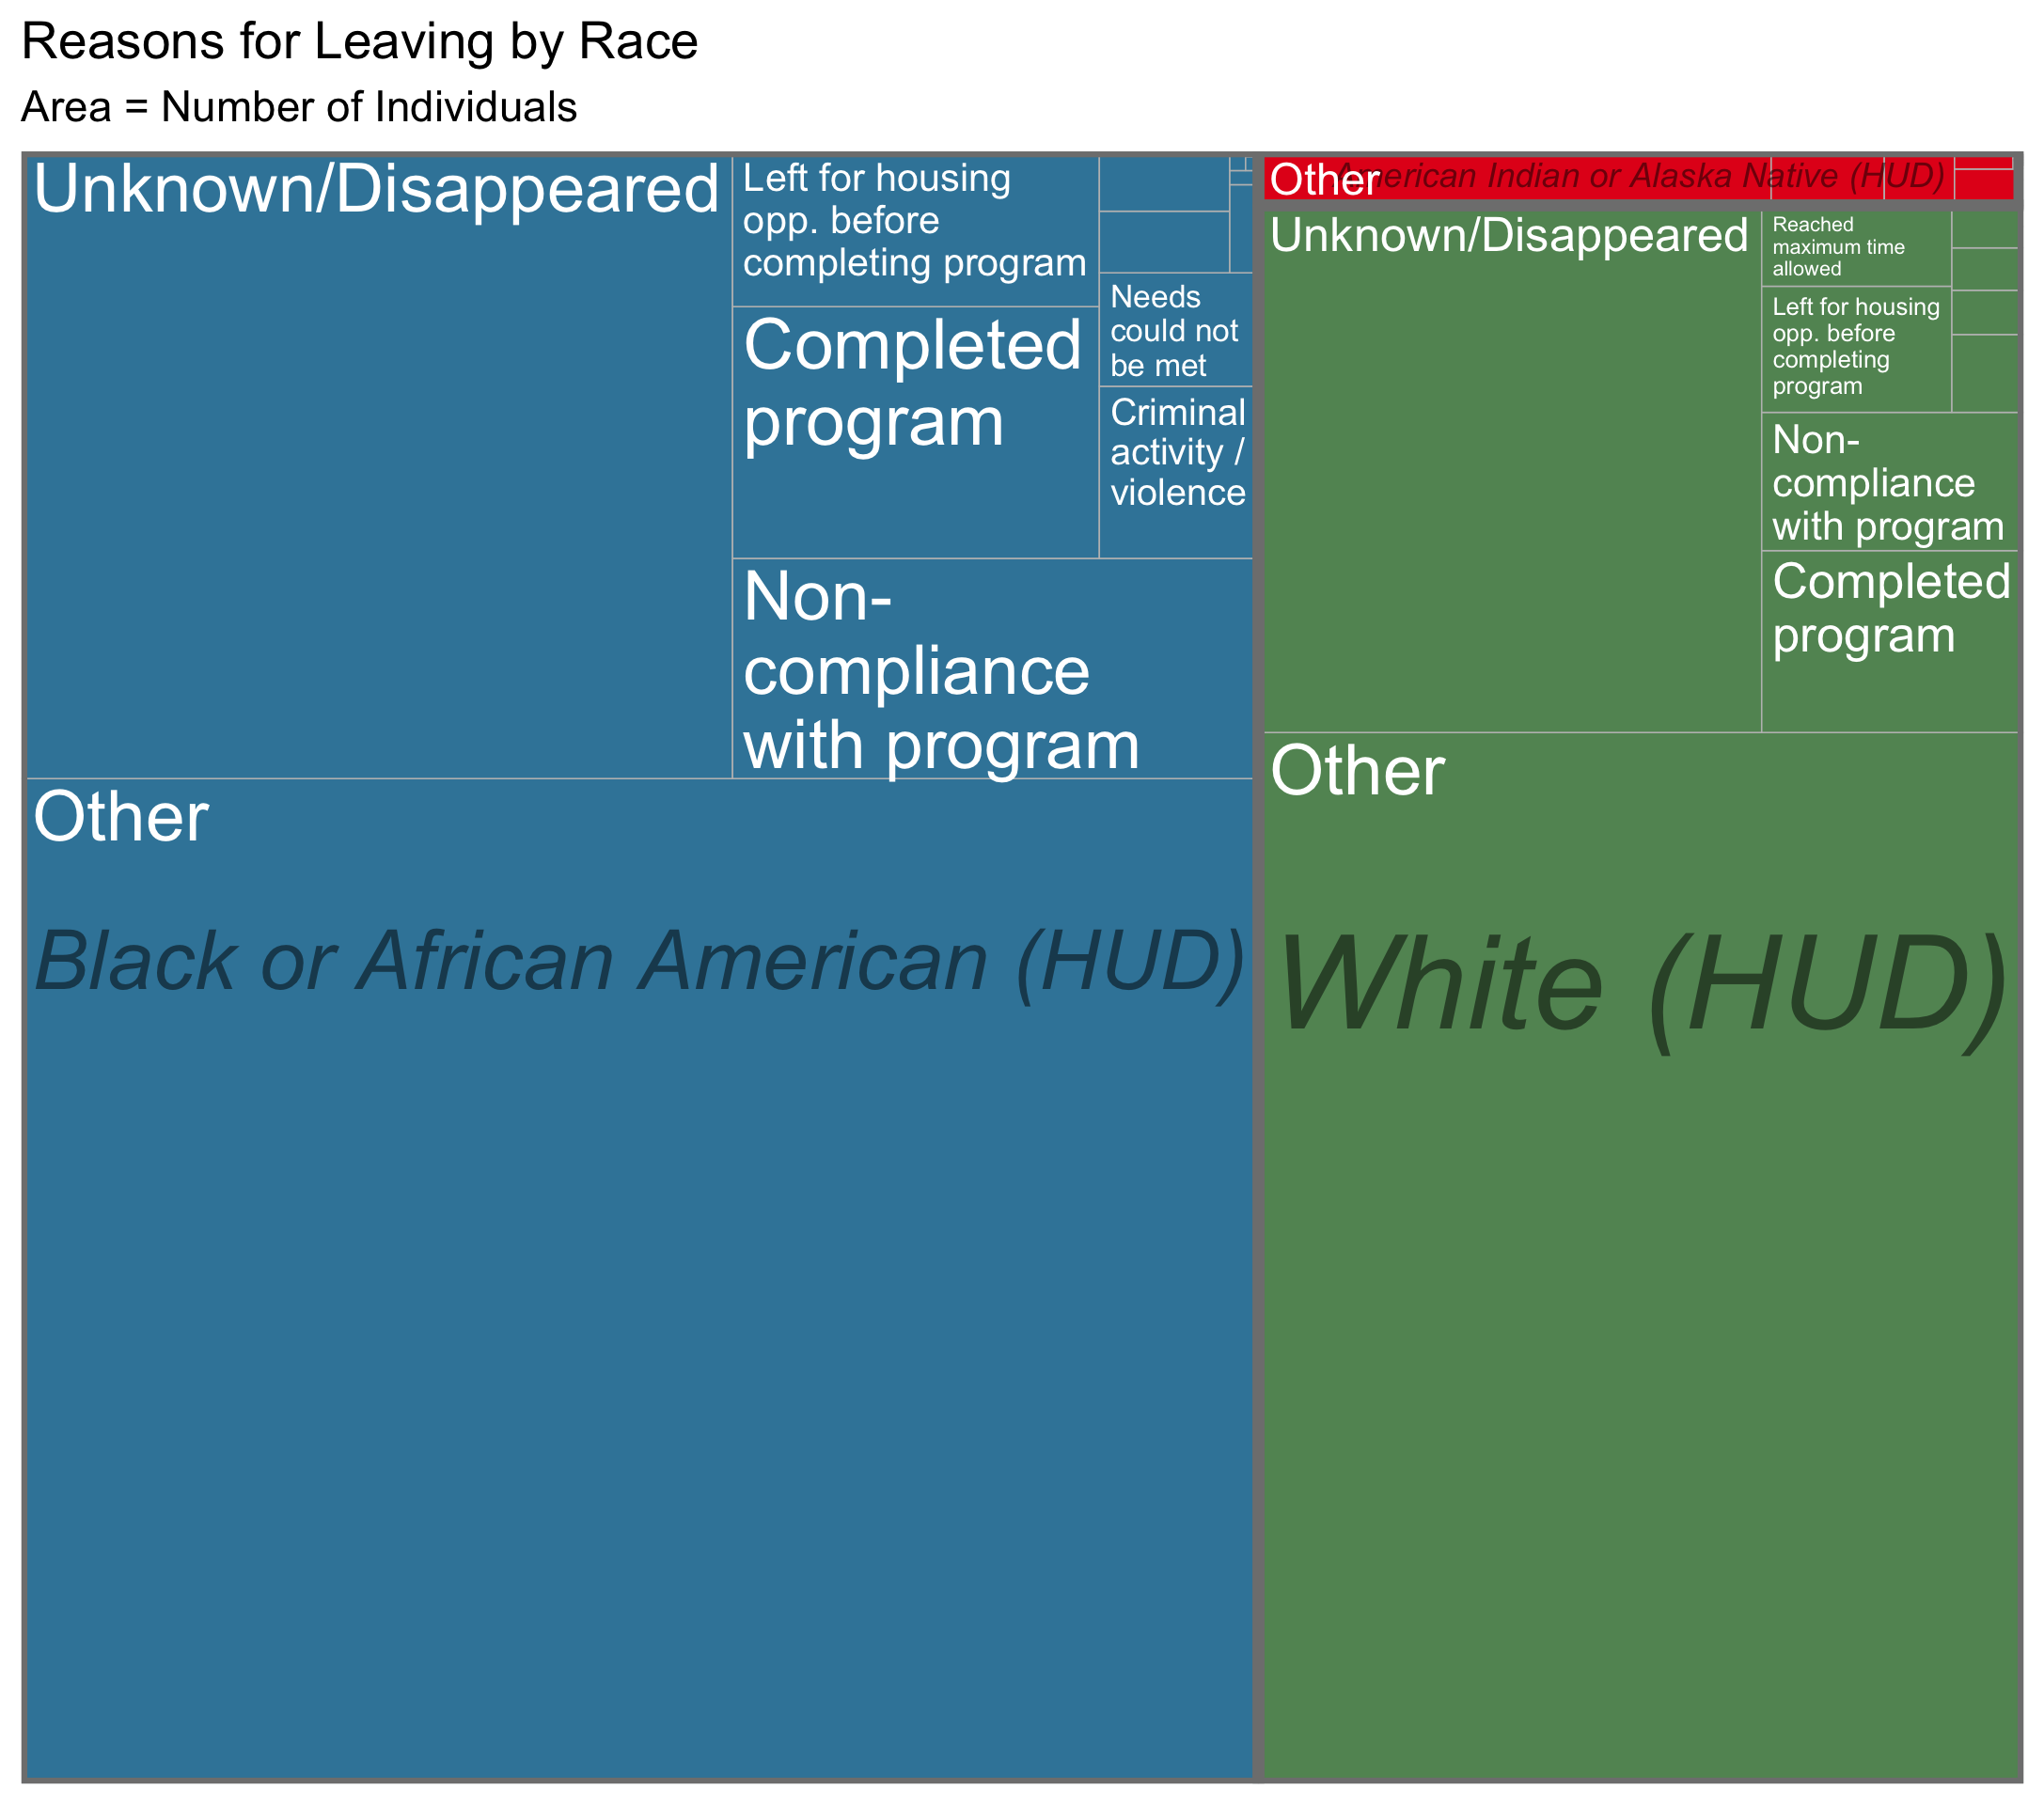 Reasons for Leaving by Race
Area = Number of Individuals
Unknown/Disappeared
Left for housing
opp. before
completing program
Completed
program
Needs
could not
be met
Criminal
activity /
violence
Non-
compliance
with program
Other
Black or African American (HUD)
Other
American Indian or Alaska Native (HUD)
Unknown/Disappeared
Reached
maximum time
allowed
Left for housing
opp. before
completing
program
Non-
compliance
with program
Completed
program
Other
White (HUD)